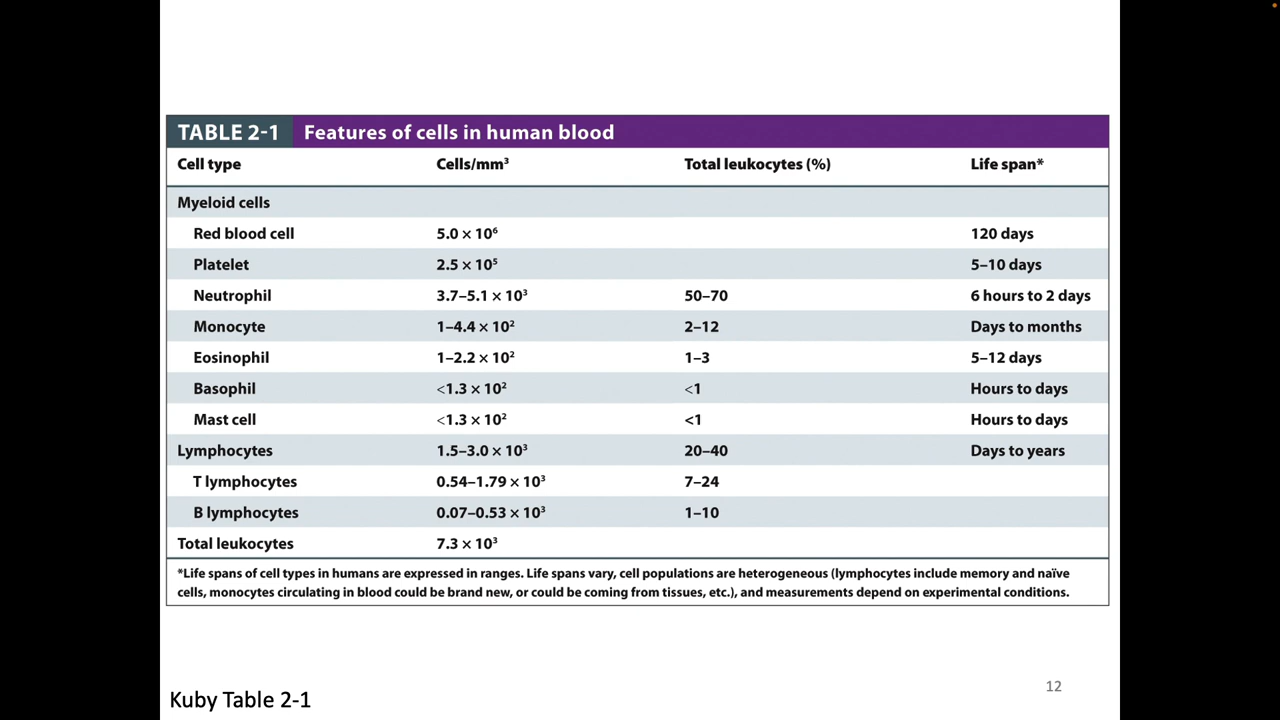 TABLE 2-1 Features of cells in human blood
Cell type Cells/mm³ Total leukocytes (%) Life span*
Myeloid cells
Red blood cell 5.0 × 10⁶ 120 days
Platelet 2.5 × 10⁵ 5–10 days
Neutrophil 3.7–5.1 × 10³ 50–70 6 hours to 2 days
Monocyte 1–4.4 × 10² 2–12 Days to months
Eosinophil 1–2.2 × 10² 1–3 5–12 days
Basophil <1.3 × 10² <1 Hours to days
Mast cell <1.3 × 10² <1 Hours to days
Lymphocytes 1.5–3.0 × 10³ 20–40 Days to years
T lymphocytes 0.54–1.79 × 10³ 7–24
B lymphocytes 0.07–0.53 × 10³ 1–10
Total leukocytes 7.3 × 10³
*Life spans of cell types in humans are expressed in ranges. Life spans vary, cell populations are heterogeneous (lymphocytes include memory and naïve
cells, monocytes circulating in blood could be brand new, or could be coming from tissues, etc.), and measurements depend on experimental conditions.
12
Kuby Table 2-1